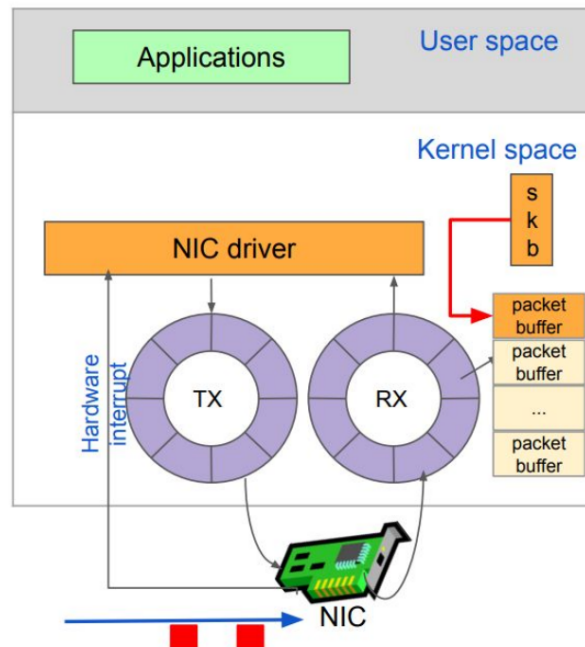 Applications
User space
Kernel space
s
k
b
NIC driver
packet
buffer
packet
buffer
...
packet
buffer
Hardware
interrupt
TX
RX
NIC